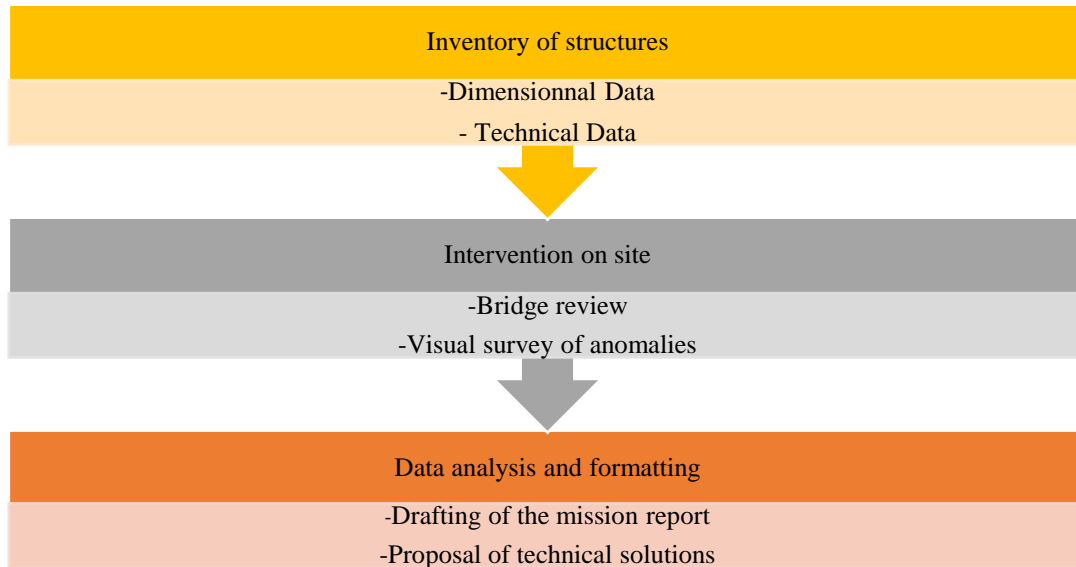 Inventory of structures
-Dimensionnal Data
- Technical Data
Intervention on site
-Bridge review
-Visual survey of anomalies
Data analysis and formatting
-Drafting of the mission report
-Proposal of technical solutions